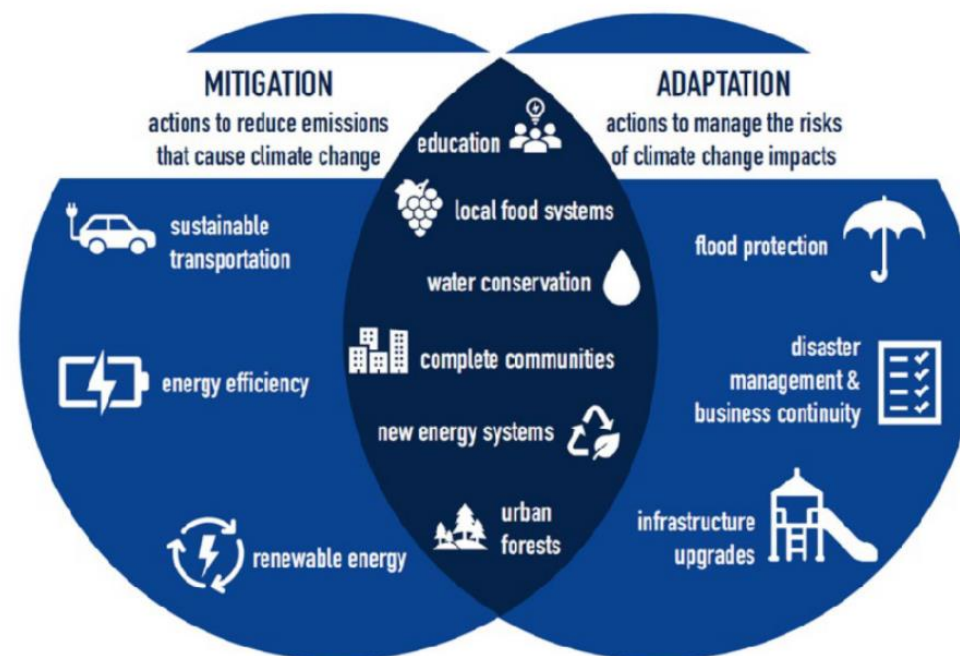 MITIGATION
actions to reduce emissions
that cause climate change
sustainable
transportation
energy efficiency
renewable energy
education
local food systems
water conservation
complete communities
new energy systems
urban
forests
ADAPTATION
actions to manage the risks
of climate change impacts
flood protection
disaster
management &
business continuity
infrastructure
upgrades